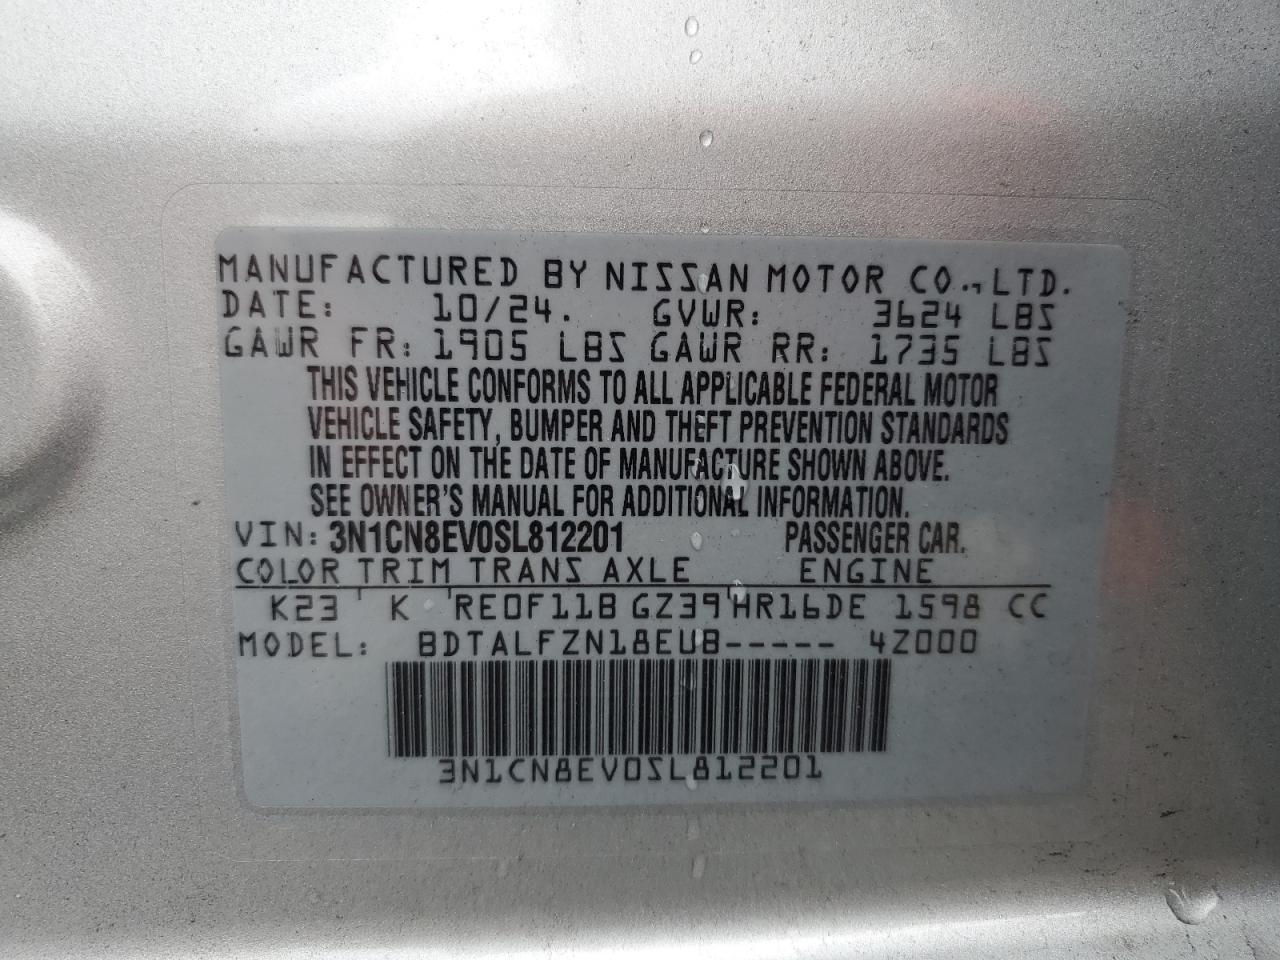 MANUFACTURED BY NISSAN MOTOR CO., LTD.
DATE: 10/24. GVWR: 3624 LBS
GAWR FR: 1905 LBS GAWR RR: 1735 LBS
THIS VEHICLE CONFORMS TO ALL APPLICABLE FEDERAL MOTOR
VEHICLE SAFETY, BUMPER AND THEFT PREVENTION STANDARDS
IN EFFECT ON THE DATE OF MANUFACTURE SHOWN ABOVE.
SEE OWNER'S MANUAL FOR ADDITIONAL INFORMATION.
VIN: 3N1CN8EV0SL812201 PASSENGER CAR.
COLOR TRIM TRANS AXLE ENGINE
K23 K RE0F11B GZ39 HR16DE 1598 CC
MODEL: BDTALFZN18EUB----- 4Z000
3N1CN8EV0SL812201